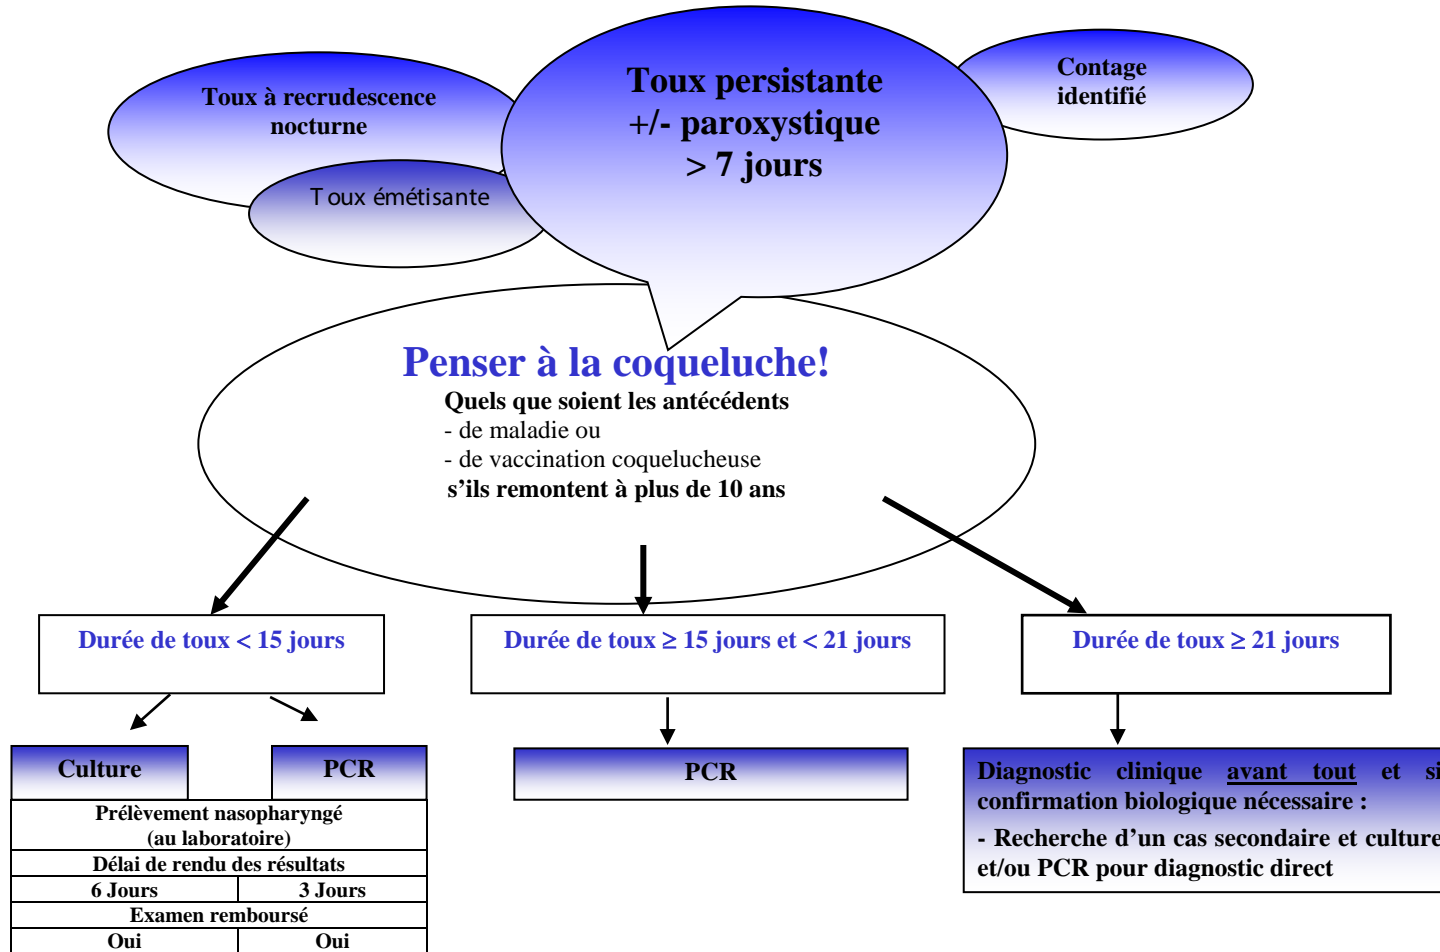 Toux à recrudescence
nocturne
Toux émétisante
Toux persistante
+/- paroxystique
> 7 jours
Contage
identifié
Penser à la coqueluche!
Quels que soient les antécédents
- de maladie ou
- de vaccination coquelucheuse
s’ils remontent à plus de 10 ans
Durée de toux < 15 jours
Durée de toux ≥ 15 jours et < 21 jours
Durée de toux ≥ 21 jours
Culture
PCR
Prélèvement nasopharyngé
(au laboratoire)
Délai de rendu des résultats
6 Jours 3 Jours
Examen remboursé
Oui Oui
PCR
Diagnostic clinique avant tout et si
confirmation biologique nécessaire :
- Recherche d’un cas secondaire et culture
et/ou PCR pour diagnostic direct